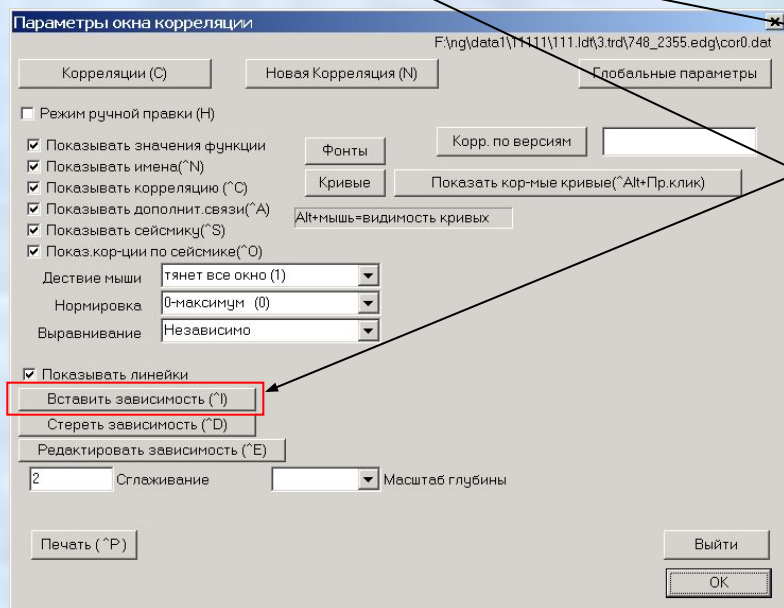 Параметры окна корреляции
F:\ng\data1\11111\111.ldt\3.trd\748_2355.edg\cor0.dat
Корреляции (C) Новая Корреляция (N) Глобальные параметры
Режим ручной правки (H)
Показывать значения функции Фонты Корр. по версиям
Показывать имена(^N)
Показывать корреляцию (^C) Кривые Показать кор-мые кривые(^Alt+Пр.клик)
Показывать дополнит.связи(^A) Alt+мышь=видимость кривых
Показывать сейсмику(^S)
Показ.кор-ции по сейсмике(^O)
Дествие мыши тянет все окно (1)
Нормировка 0-максимум (0)
Выравнивание Независимо
Показывать линейки
Вставить зависимость (^I)
Стереть зависимость (^D)
Редактировать зависимость (^E)
2 Сглаживание Масштаб глубины
Печать (^P) Выйти
OK